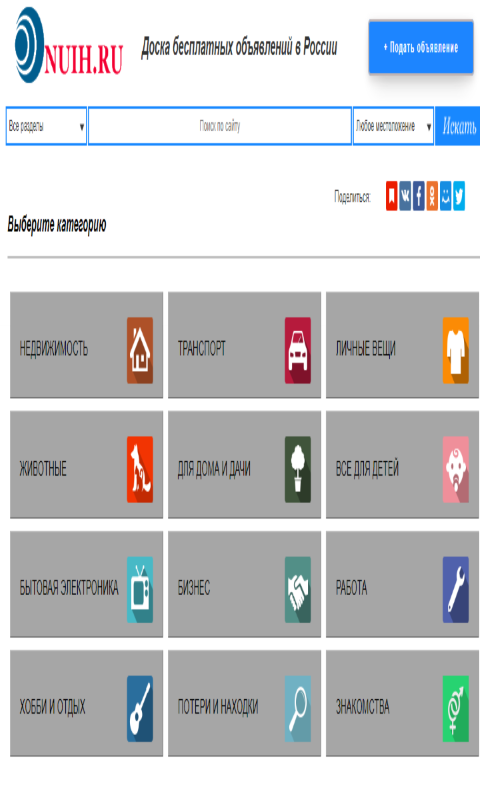 NUIH.RU
Доска бесплатных объявлений в России
+ Подать объявление
Все разделы
Поиск по сайту
Любое местоположение
Искать
Поделиться:
Выберите категорию
НЕДВИЖИМОСТЬ
ТРАНСПОРТ
ЛИЧНЫЕ ВЕЩИ
ЖИВОТНЫЕ
ДЛЯ ДОМА И ДАЧИ
ВСЕ ДЛЯ ДЕТЕЙ
БЫТОВАЯ ЭЛЕКТРОНИКА
БИЗНЕС
РАБОТА
ХОББИ И ОТДЫХ
ПОТЕРИ И НАХОДКИ
ЗНАКОМСТВА